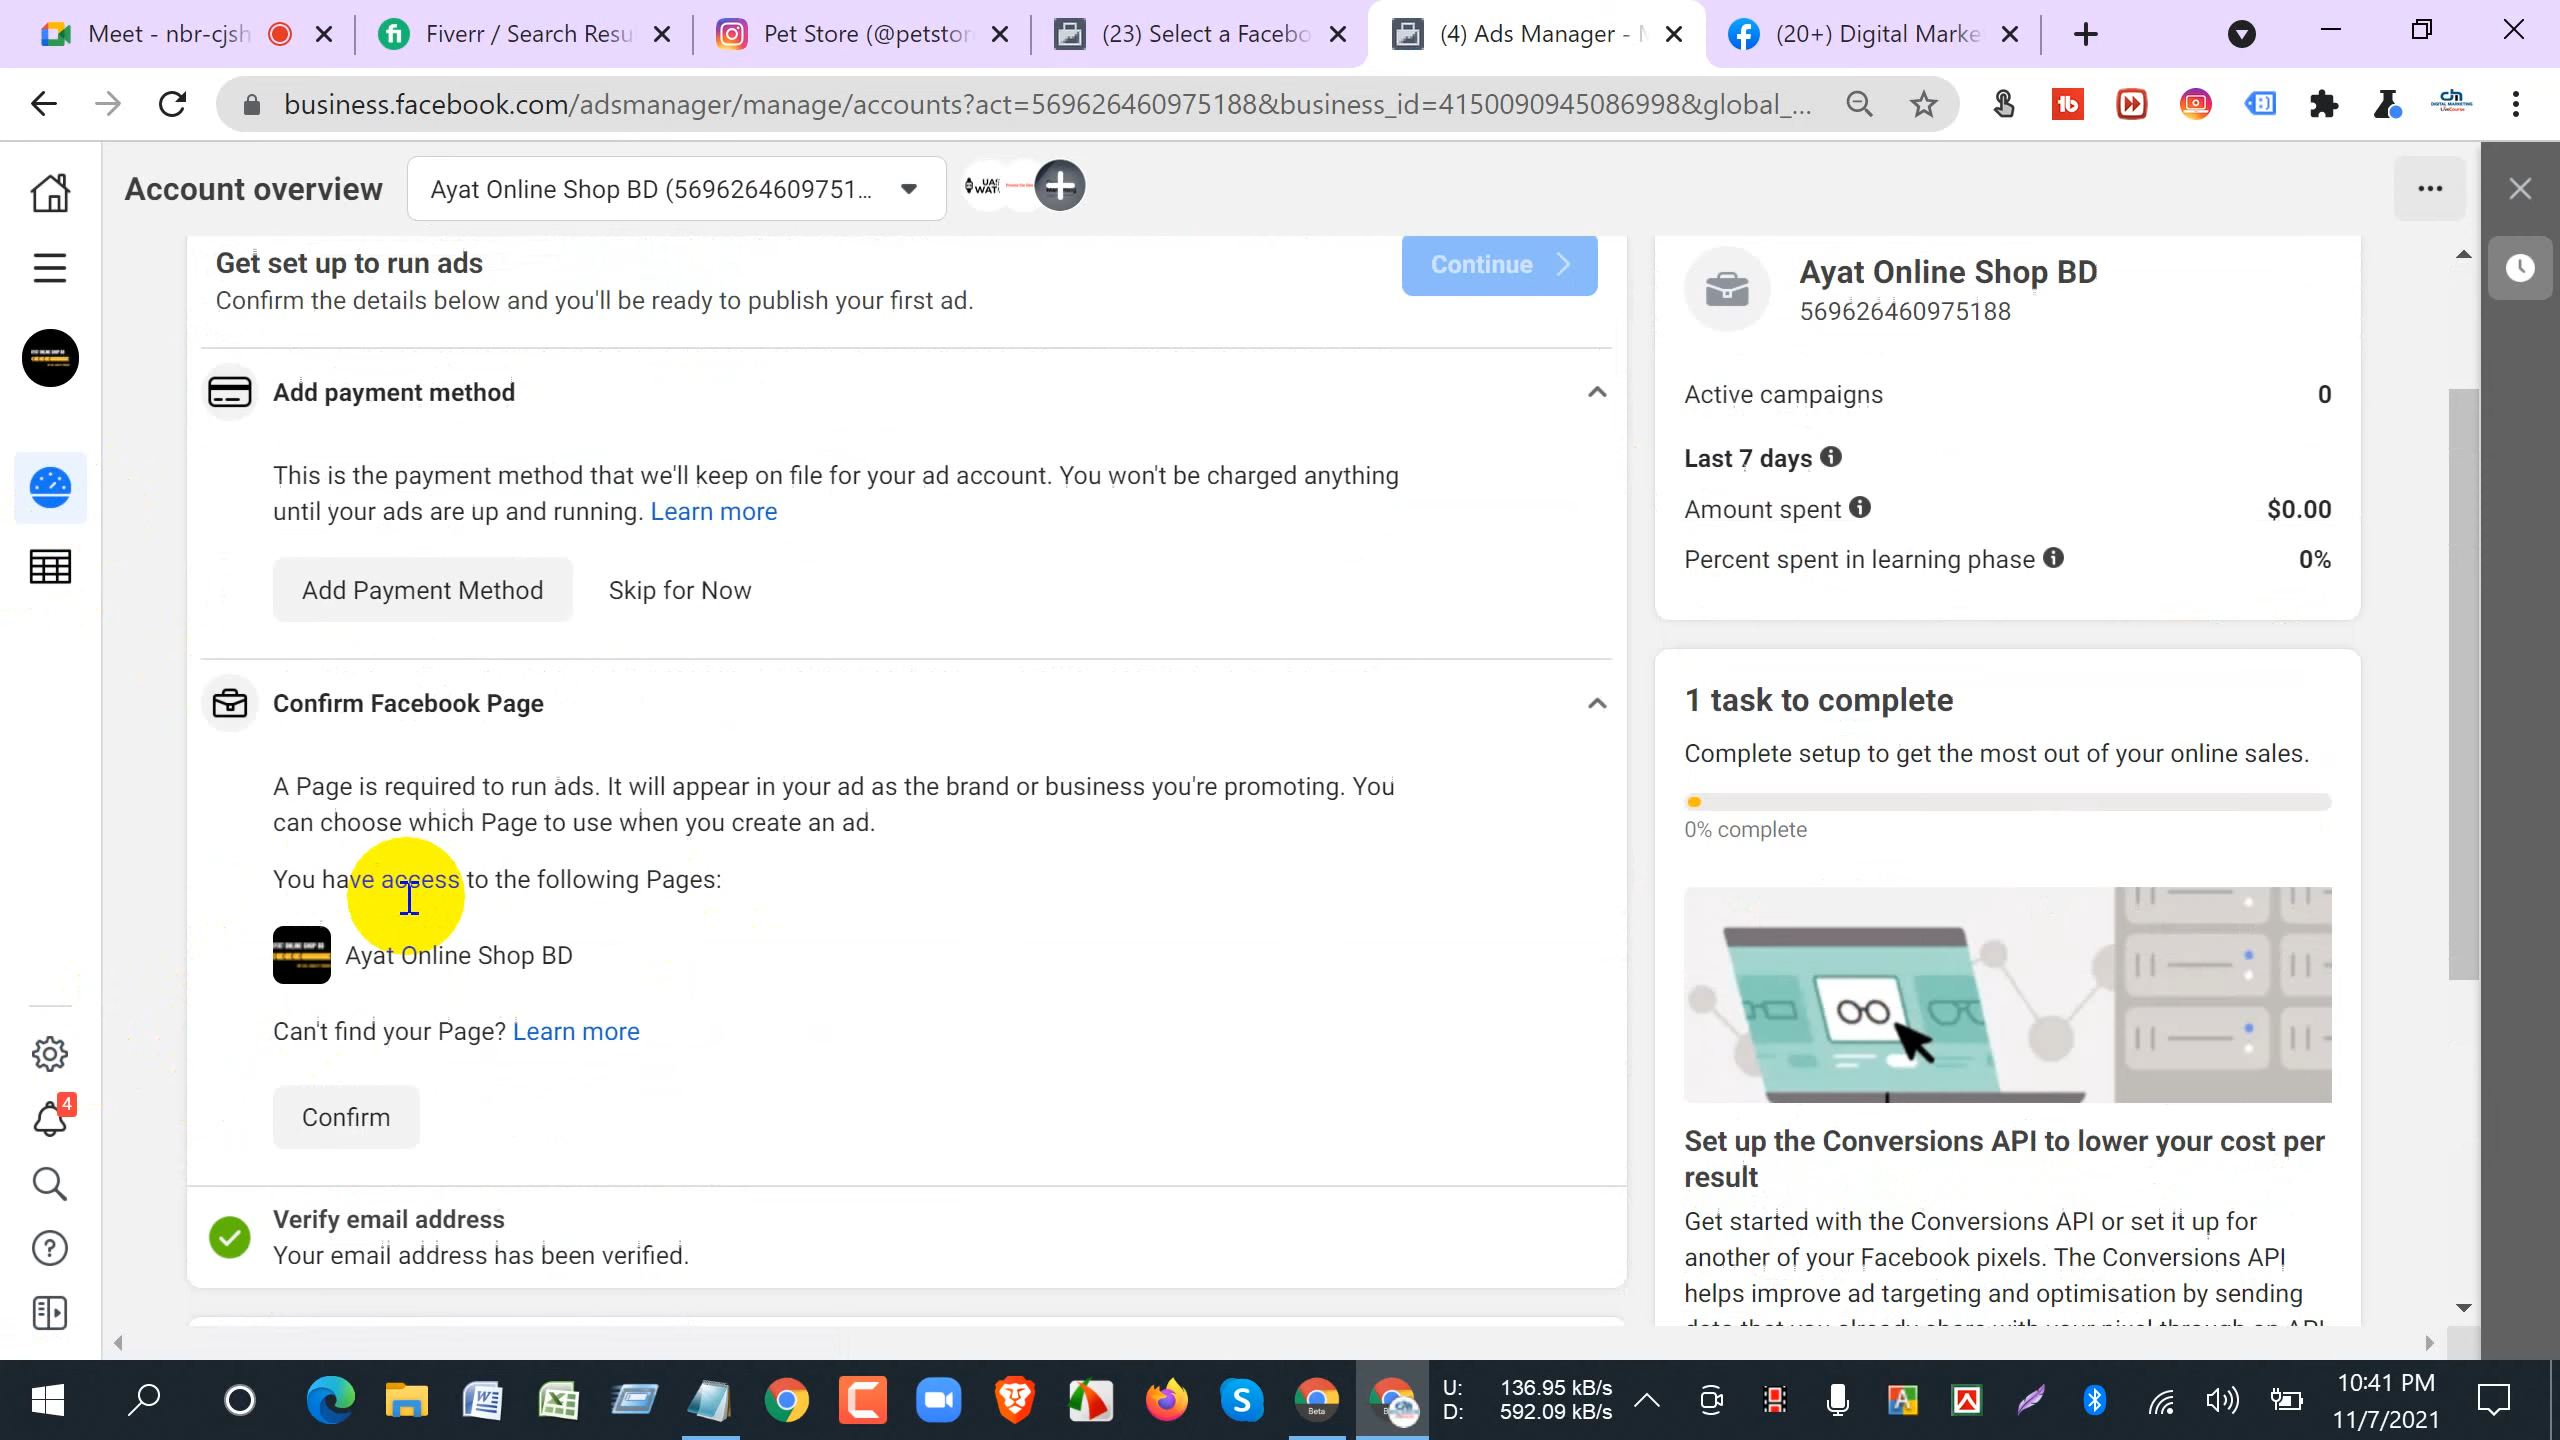 Meet - nbr-cjsh
Fiverr / Search Resu
Pet Store (@petstor
(23) Select a Facebo
(4) Ads Manager -
(20+) Digital Marke
business.facebook.com/adsmanager/manage/accounts?act=569626460975188&business_id=4150090945086998&global_...
Account overview
Ayat Online Shop BD (5696264609751...
Get set up to run ads
Confirm the details below and you'll be ready to publish your first ad.
Continue
Add payment method
This is the payment method that we'll keep on file for your ad account. You won't be charged anything
until your ads are up and running. Learn more
Add Payment Method
Skip for Now
Confirm Facebook Page
A Page is required to run ads. It will appear in your ad as the brand or business you're promoting. You
can choose which Page to use when you create an ad.
You have access to the following Pages:
Ayat Online Shop BD
Can't find your Page? Learn more
Confirm
Verify email address
Your email address has been verified.
Ayat Online Shop BD
569626460975188
Active campaigns 0
Last 7 days
Amount spent $0.00
Percent spent in learning phase 0%
1 task to complete
Complete setup to get the most out of your online sales.
0% complete
Set up the Conversions API to lower your cost per
result
Get started with the Conversions API or set it up for
another of your Facebook pixels. The Conversions API
helps improve ad targeting and optimisation by sending
4
U: 136.95 kB/s
D: 592.09 kB/s
10:41 PM
11/7/2021